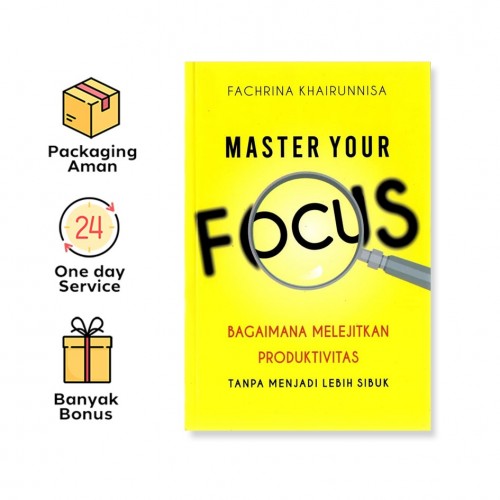 Packaging
Aman
24
One day
Service
Banyak
Bonus
FACHRINA KHAIRUNNISA
MASTER YOUR
FOCUS
BAGAIMANA MELEJITKAN
PRODUKTIVITAS
TANPA MENJADI LEBIH SIBUK